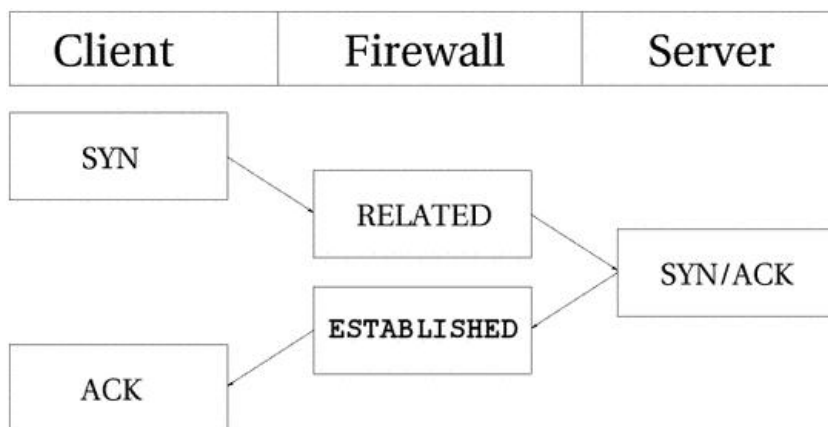 Client Firewall Server
SYN
RELATED
SYN/ACK
ESTABLISHED
ACK